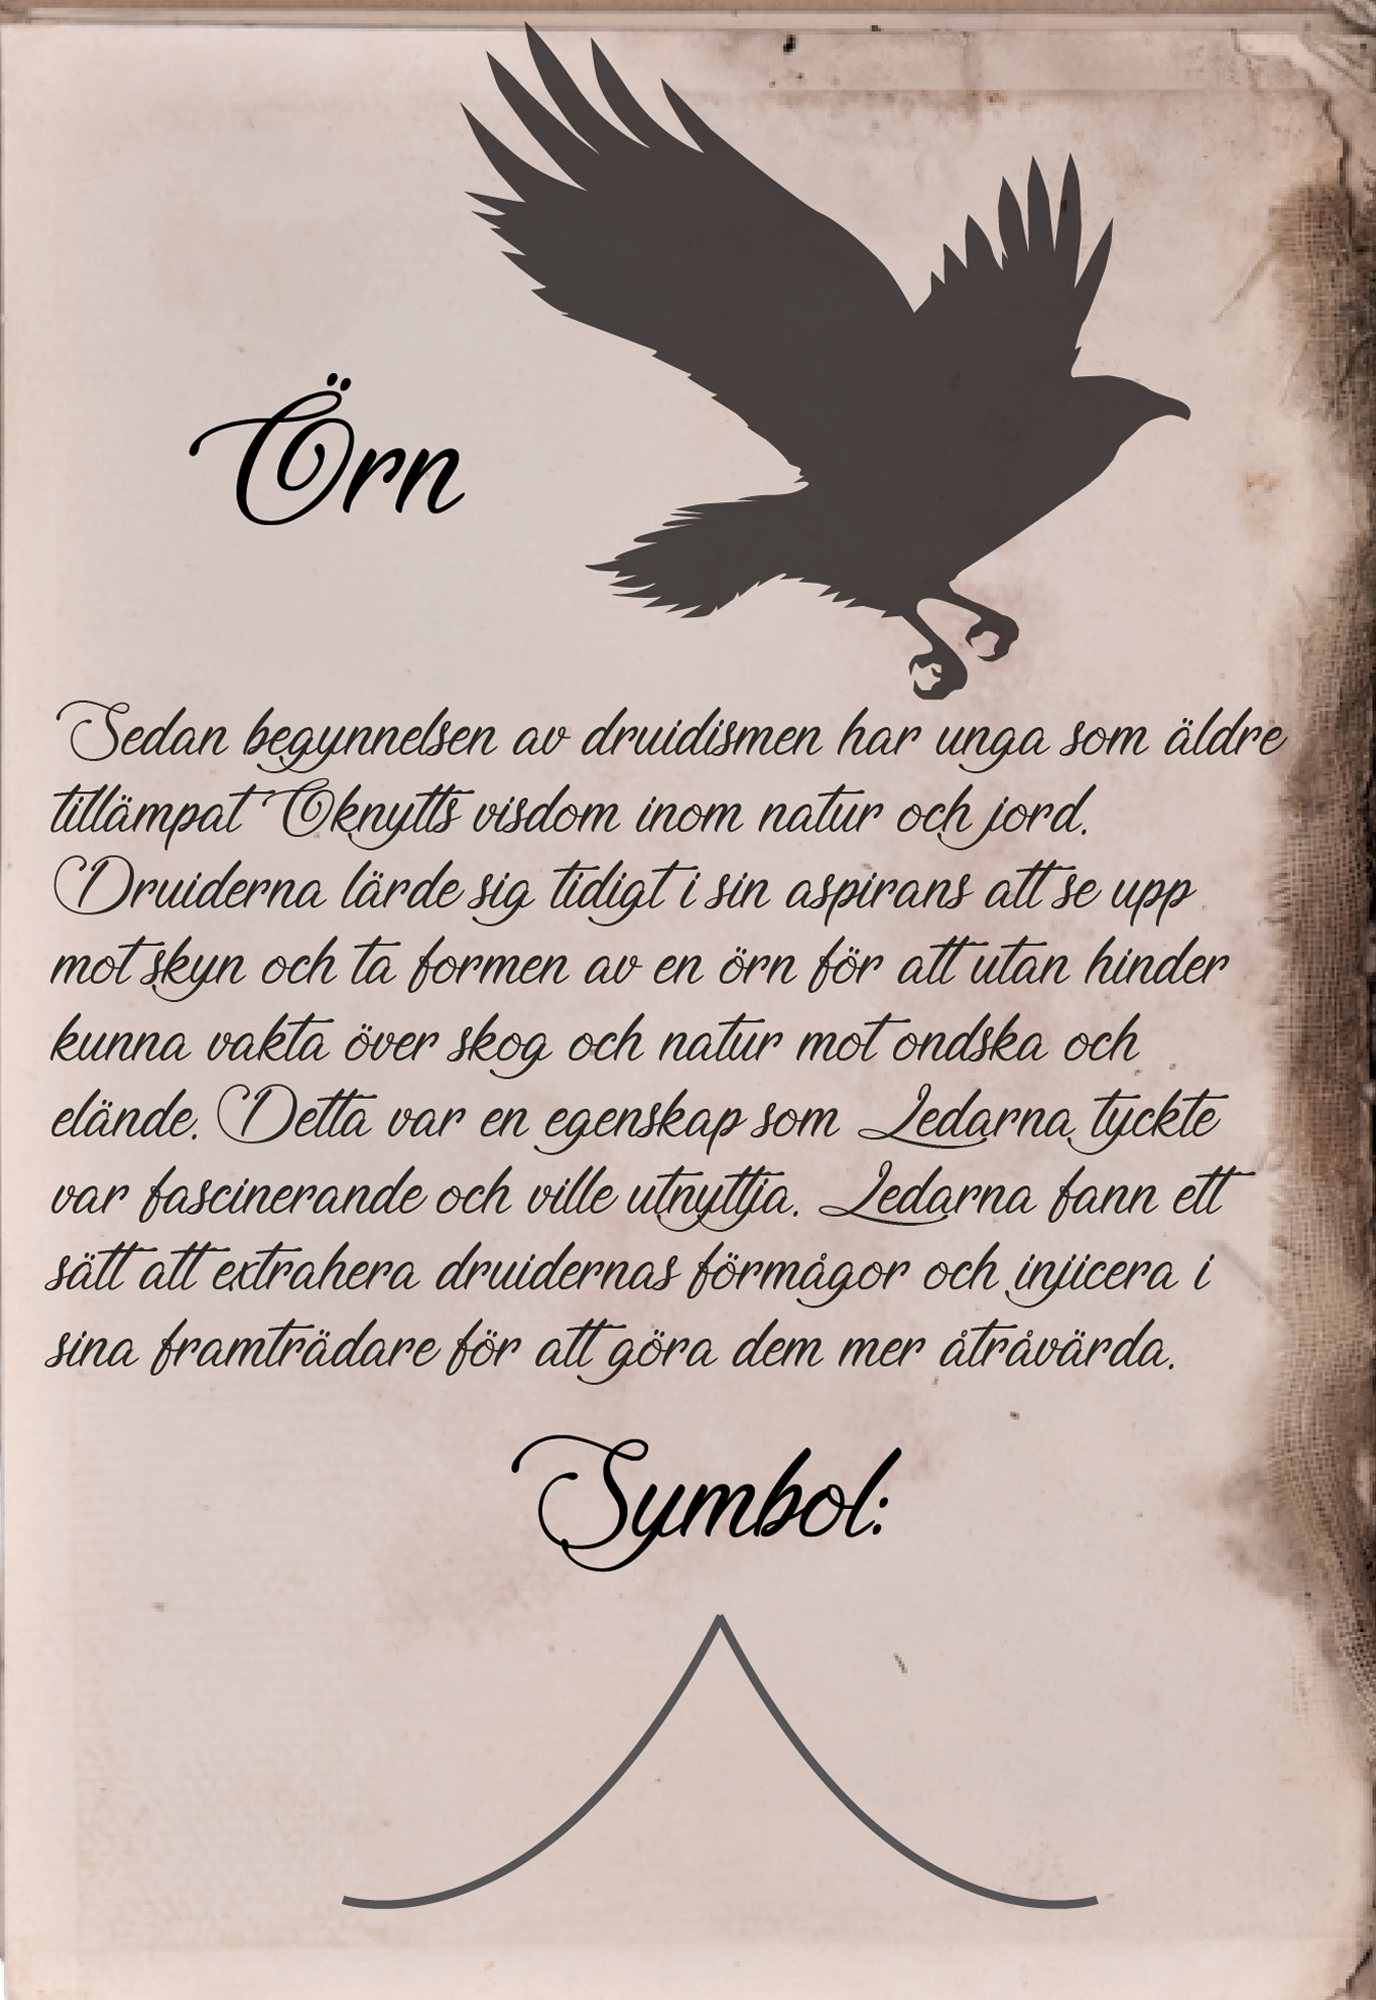 Örn
Sedan begynnelsen av druidismen har unga som äldre
tillämpat Oknytts visdom inom natur och jord.
Druiderna lärde sig tidigt i sin aspirans att se upp
mot skyn och ta formen av en örn för att utan hinder
kunna vakta över skog och natur mot ondska och
elände. Detta var en egenskap som Ledarna tyckte
var fascinerande och ville utnyttja. Ledarna fann ett
sätt att extrahera druidernas förmågor och injicera i
sina framträdare för att göra dem mer åtråvärda.
Symbol: